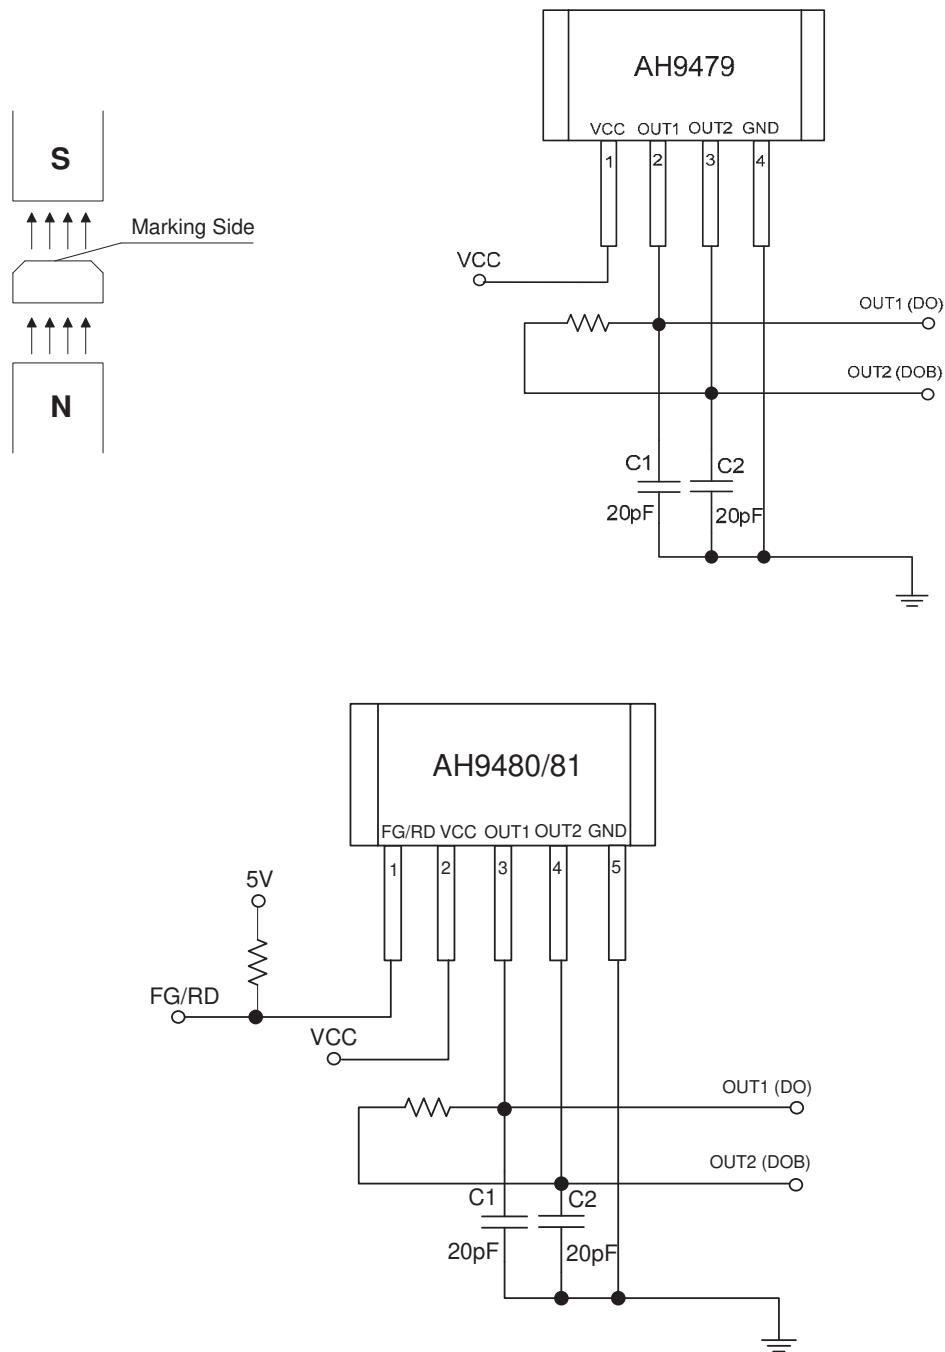 S
Marking Side
N
AH9479
VCC OUT1 OUT2 GND
1 2 3 4
VCC
OUT1 (DO)
OUT2 (DOB)
C1 C2
20pF 20pF
AH9480/81
FG/RD VCC OUT1 OUT2 GND
1 2 3 4 5
5V
FG/RD
VCC
OUT1 (DO)
OUT2 (DOB)
C1 C2
20pF 20pF